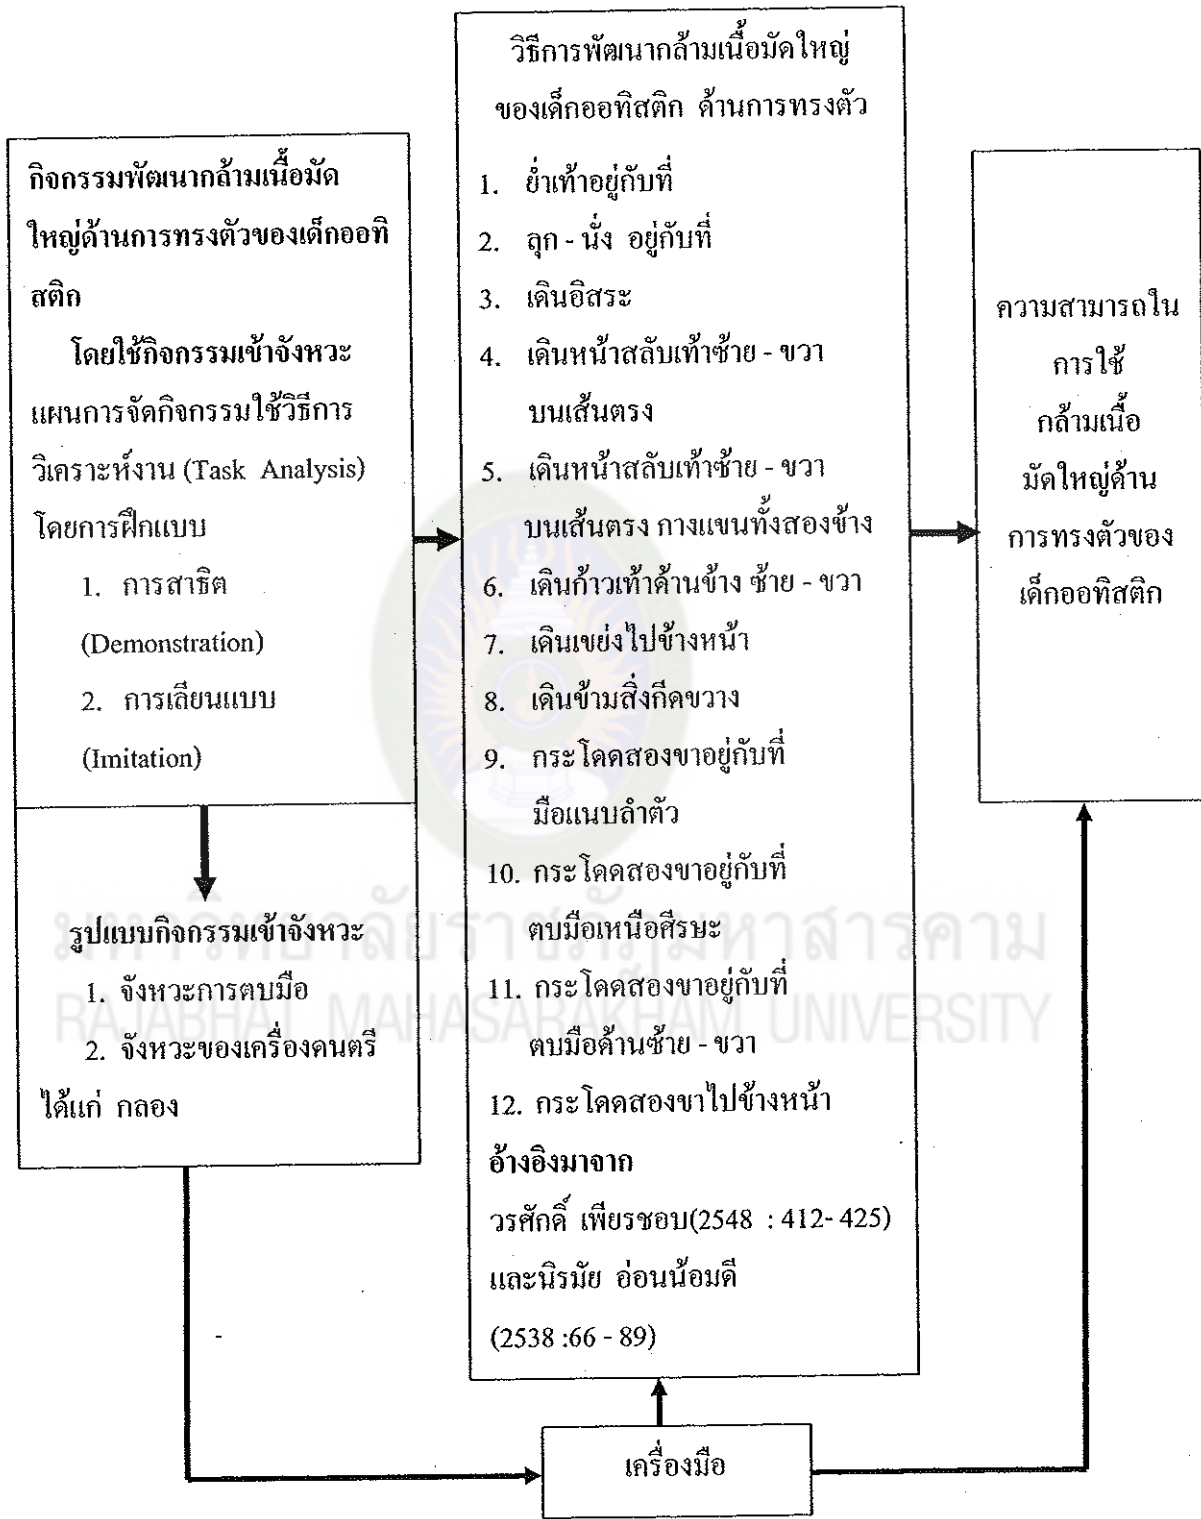 กิจกรรมพัฒนากล้ามเนื้อมัด
ใหญ่ด้านการทรงตัวของเด็กออทิ
สติก
โดยใช้กิจกรรมเข้าจังหวะ
แผนการจัดกิจกรรมใช้วิธีการ
วิเคราะห์งาน (Task Analysis)
โดยการฝึกแบบ
1. การสาธิต
(Demonstration)
2. การเลียนแบบ
(Imitation)
รูปแบบกิจกรรมเข้าจังหวะ
1. จังหวะการตบมือ
2. จังหวะของเครื่องดนตรี
ได้แก่ กลอง
วิธีการพัฒนากล้ามเนื้อมัดใหญ่
ของเด็กออทิสติก ด้านการทรงตัว
1. ย่ำเท้าอยู่กับที่
2. ลุก - นั่ง อยู่กับที่
3. เดินอิสระ
4. เดินหน้าสลับเท้าซ้าย - ขวา
บนเส้นตรง
5. เดินหน้าสลับเท้าซ้าย - ขวา
บนเส้นตรง กางแขนทั้งสองข้าง
6. เดินก้าวเท้าด้านข้าง ซ้าย - ขวา
7. เดินเขย่งไปข้างหน้า
8. เดินข้ามสิ่งกีดขวาง
9. กระโดดสองขาอยู่กับที่
มือแนบลำตัว
10. กระโดดสองขาอยู่กับที่
ตบมือเหนือศีรษะ
11. กระโดดสองขาอยู่กับที่
ตบมือด้านซ้าย - ขวา
12. กระโดดสองขาไปข้างหน้า
อ้างอิงมาจาก
วรศักดิ์ เพียรชอบ(2548 : 412- 425)
และนิรมัย อ่อนน้อมดี
(2538 :66 - 89)
ความสามารถใน
การใช้
กล้ามเนื้อ
มัดใหญ่ด้าน
การทรงตัวของ
เด็กออทิสติก
เครื่องมือ
มหาวิทยาลัยราชภัฏมหาสารคาม
RAJABHAT MAHASARAKHAM UNIVERSITY